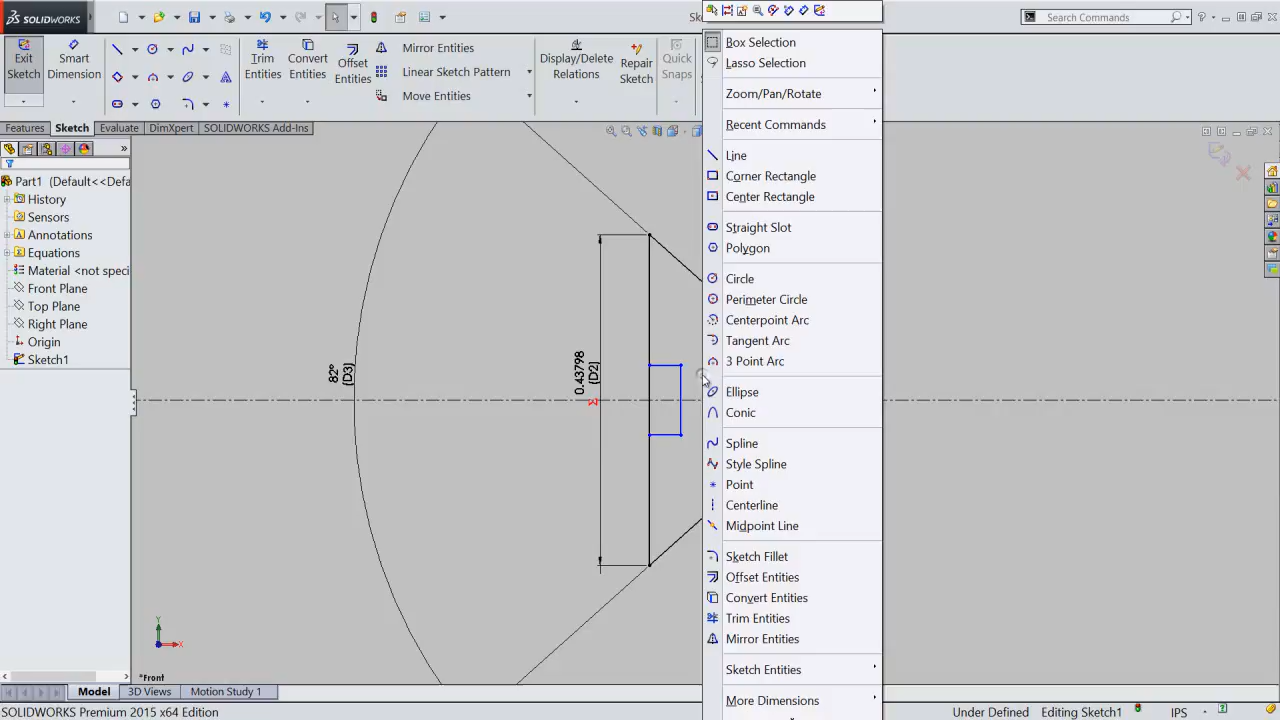 SOLIDWORKS
Sk
Search Commands
Exit Sketch
Smart Dimension
Trim Entities
Convert Entities
Offset Entities
Mirror Entities
Linear Sketch Pattern
Move Entities
Display/Delete Relations
Repair Sketch
Quick Snaps
Features
Sketch
Evaluate
DimXpert
SOLIDWORKS Add-Ins
Part1 (Default<<Defa
History
Sensors
Annotations
Equations
Material <not speci
Front Plane
Top Plane
Right Plane
Origin
Sketch1
82°
(D3)
0.43798
(D2)
Y
X
*Front
Box Selection
Lasso Selection
Zoom/Pan/Rotate
Recent Commands
Line
Corner Rectangle
Center Rectangle
Straight Slot
Polygon
Circle
Perimeter Circle
Centerpoint Arc
Tangent Arc
3 Point Arc
Ellipse
Conic
Spline
Style Spline
Point
Centerline
Midpoint Line
Sketch Fillet
Offset Entities
Convert Entities
Trim Entities
Mirror Entities
Sketch Entities
More Dimensions
Model
3D Views
Motion Study 1
SOLIDWORKS Premium 2015 x64 Edition
Under Defined
Editing Sketch1
IPS